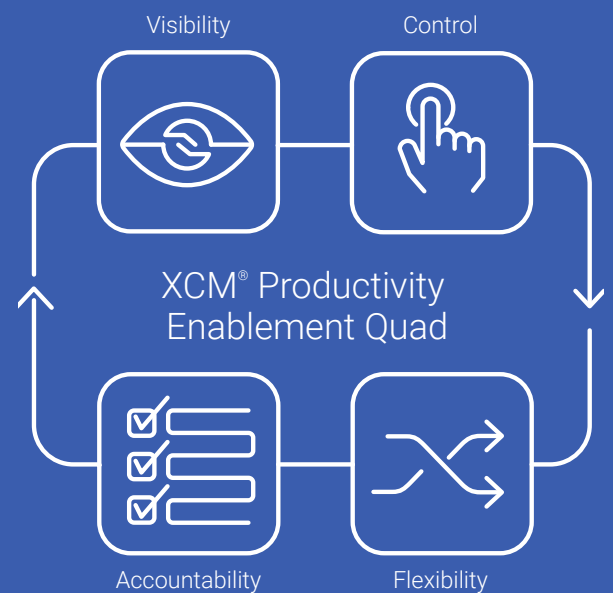 Visibility
Control
XCM® Productivity
Enablement Quad
Accountability
Flexibility